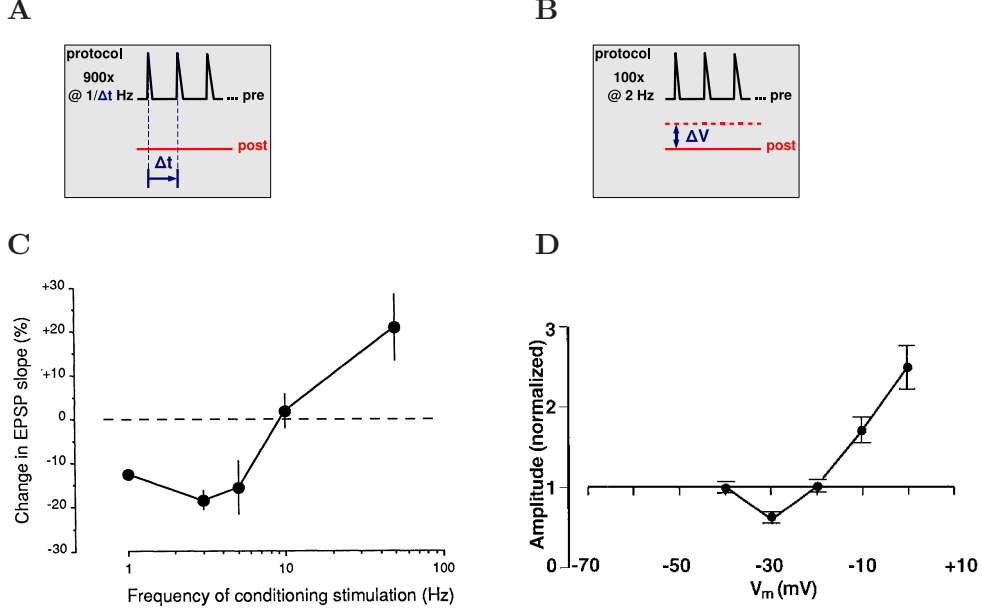 A
protocol
900x
@ 1/Δt Hz
... pre
post
Δt
B
protocol
100x
@ 2 Hz
... pre
ΔV
post
C
+30
+20
+10
0
-10
-20
-30
Change in EPSP slope (%)
1
10
100
Frequency of conditioning stimulation (Hz)
D
3
2
1
0
Amplitude (normalized)
-70
-50
-30
-10
+10
Vm (mV)